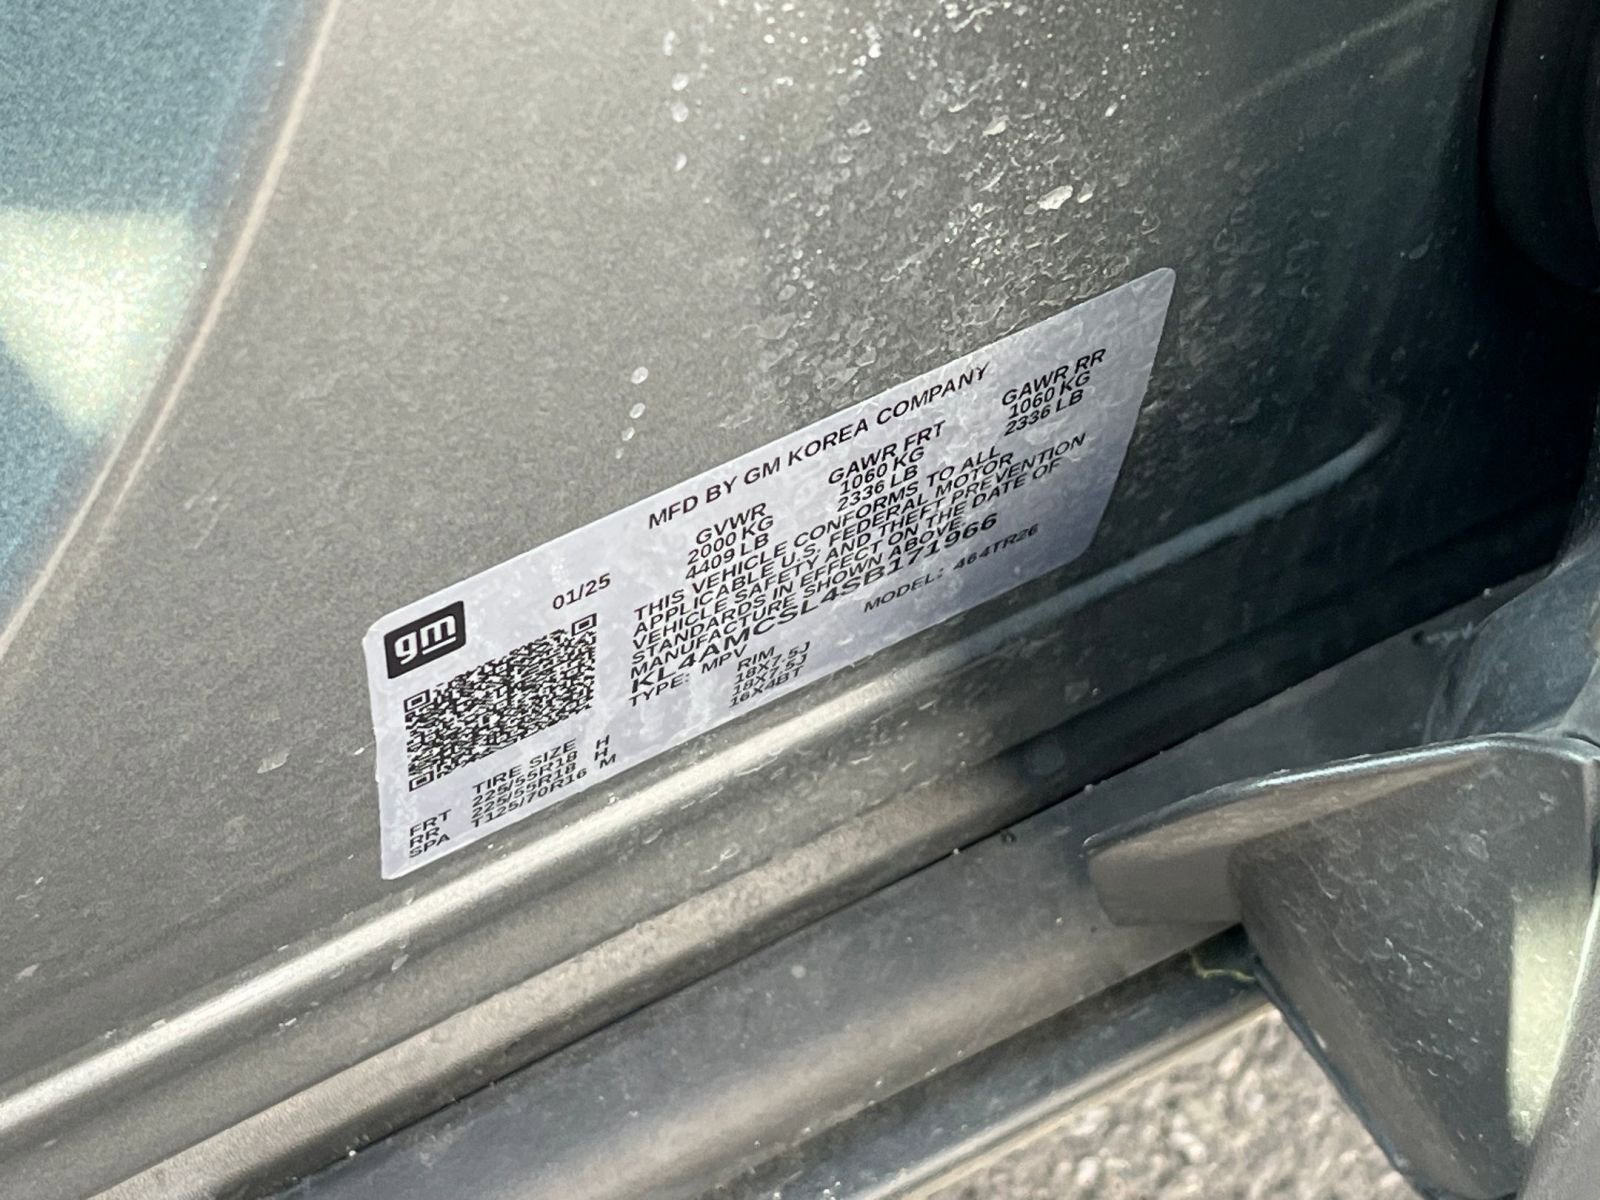 MFD BY GM KOREA COMPANY
gm
01/25
GVWR GAWR FRT GAWR RR
2000 KG 1060 KG 1060 KG
4409 LB 2336 LB 2336 LB
THIS VEHICLE CONFORMS TO ALL
APPLICABLE U.S. FEDERAL MOTOR
VEHICLE SAFETY AND THEFT PREVENTION
STANDARDS IN EFFECT ON THE DATE OF
MANUFACTURE SHOWN ABOVE.
KL4AMCSL4SB171966
TYPE: MPV MODEL: 464TR26
TIRE SIZE RIM
FRT 225/55R18 H 18X7.5J
RR 225/55R18 H 18X7.5J
SPA T125/70R16 M 16X4BT